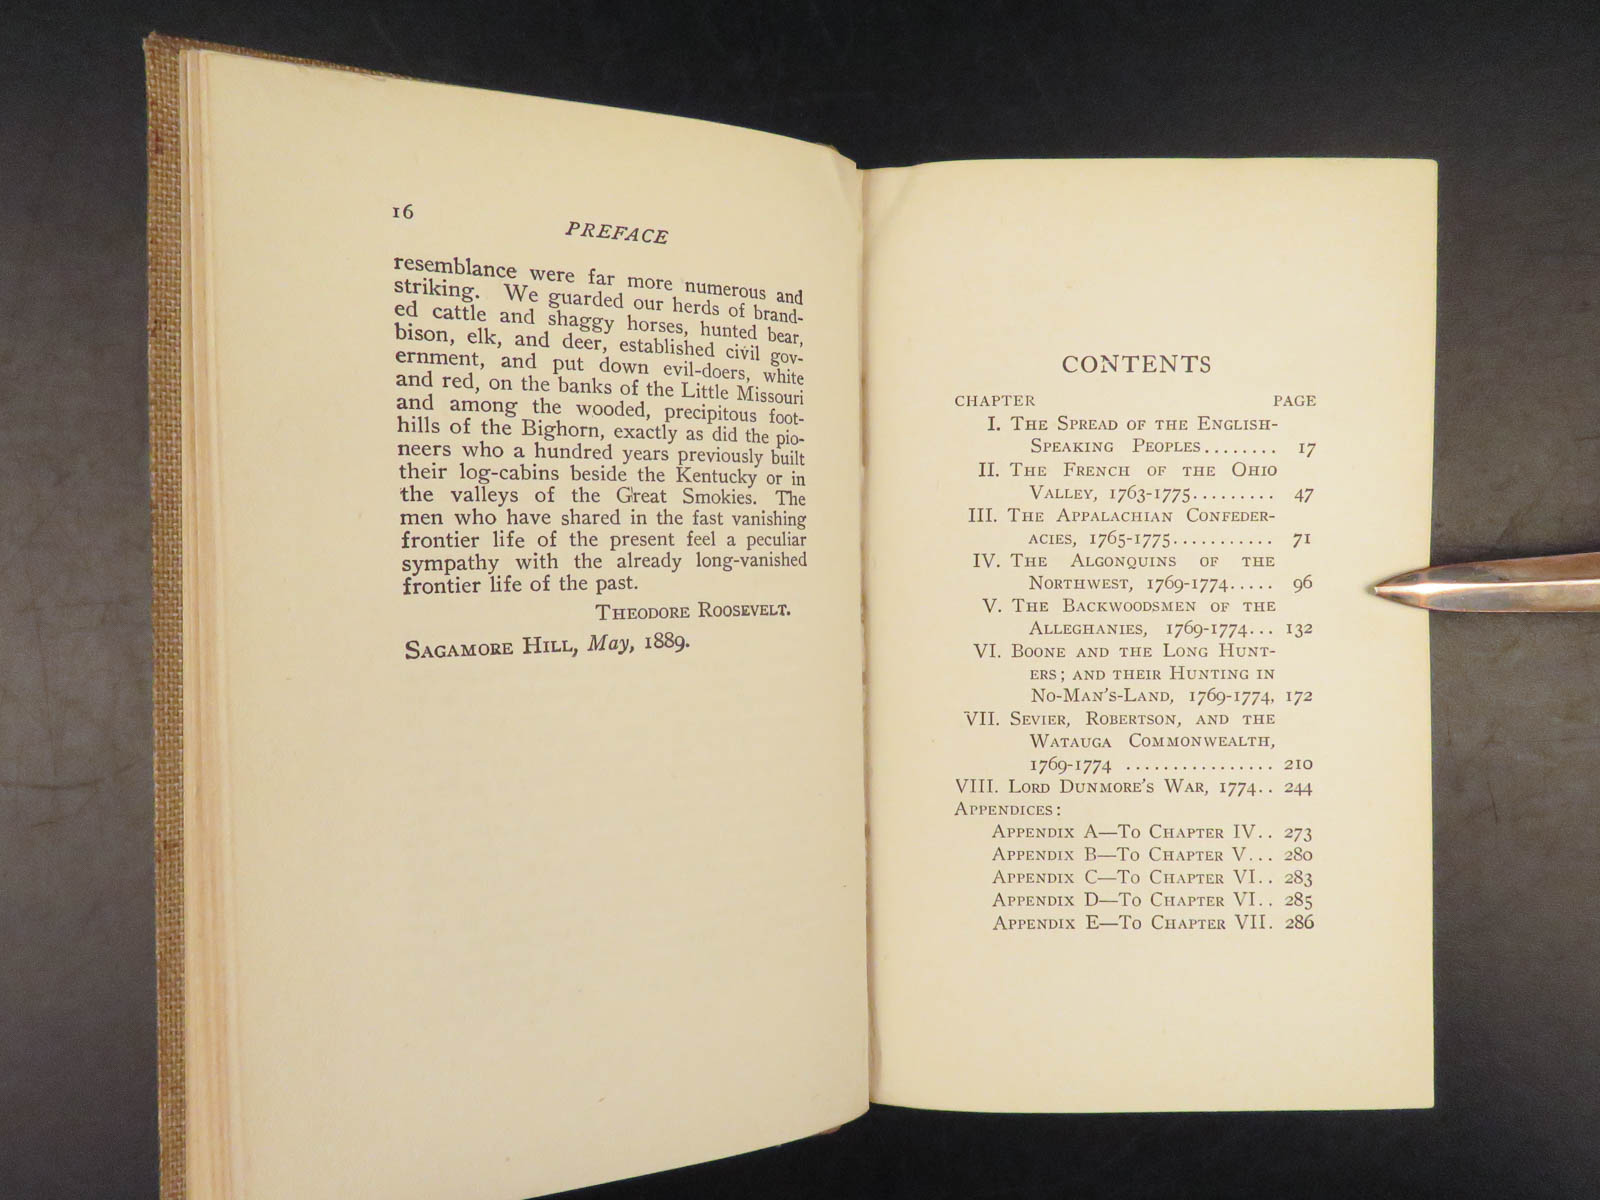 16
PREFACE
resemblance were far more numerous and
striking. We guarded our herds of brand-
ed cattle and shaggy horses, hunted bear,
bison, elk, and deer, established civil gov-
ernment, and put down evil-doers, white
and red, on the banks of the Little Missouri
and among the wooded, precipitous foot-
hills of the Bighorn, exactly as did the pio-
neers who a hundred years previously built
their log-cabins beside the Kentucky or in
the valleys of the Great Smokies. The
men who have shared in the fast vanishing
frontier life of the present feel a peculiar
sympathy with the already long-vanished
frontier life of the past.
THEODORE ROOSEVELT.
SAGAMORE HILL, May, 1889.
CONTENTS
CHAPTER PAGE
I. THE SPREAD OF THE ENGLISH-
SPEAKING PEOPLES........ 17
II. THE FRENCH OF THE OHIO
VALLEY, 1763-1775......... 47
III. THE APPALACHIAN CONFEDER-
ACIES, 1765-1775........... 71
IV. THE ALGONQUINS OF THE
NORTHWEST, 1769-1774..... 96
V. THE BACKWOODSMEN OF THE
ALLEGHANIES, 1769-1774... 132
VI. BOONE AND THE LONG HUNT-
ERS; AND THEIR HUNTING IN
NO-MAN'S-LAND, 1769-1774, 172
VII. SEVIER, ROBERTSON, AND THE
WATAUGA COMMONWEALTH,
1769-1774 ................ 210
VIII. LORD DUNMORE'S WAR, 1774.. 244
APPENDICES:
APPENDIX A—TO CHAPTER IV.. 273
APPENDIX B—TO CHAPTER V... 280
APPENDIX C—TO CHAPTER VI.. 283
APPENDIX D—TO CHAPTER VI.. 285
APPENDIX E—TO CHAPTER VII. 286